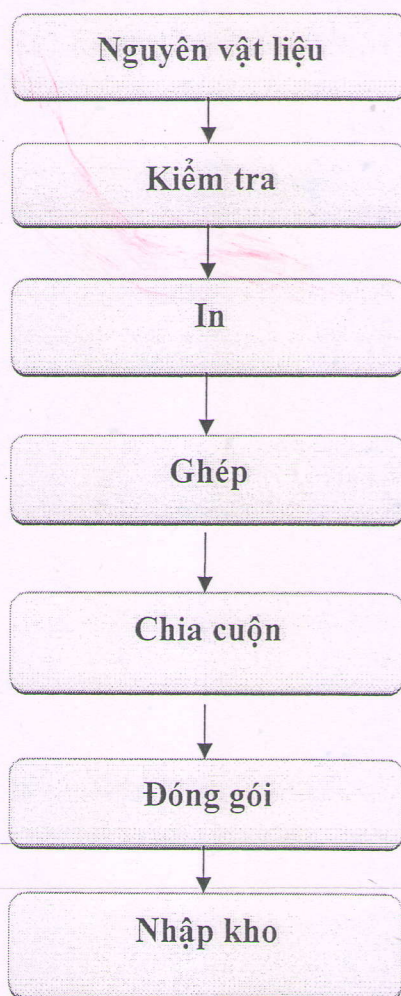 Nguyên vật liệu
Kiểm tra
In
Ghép
Chia cuộn
Đóng gói
Nhập kho